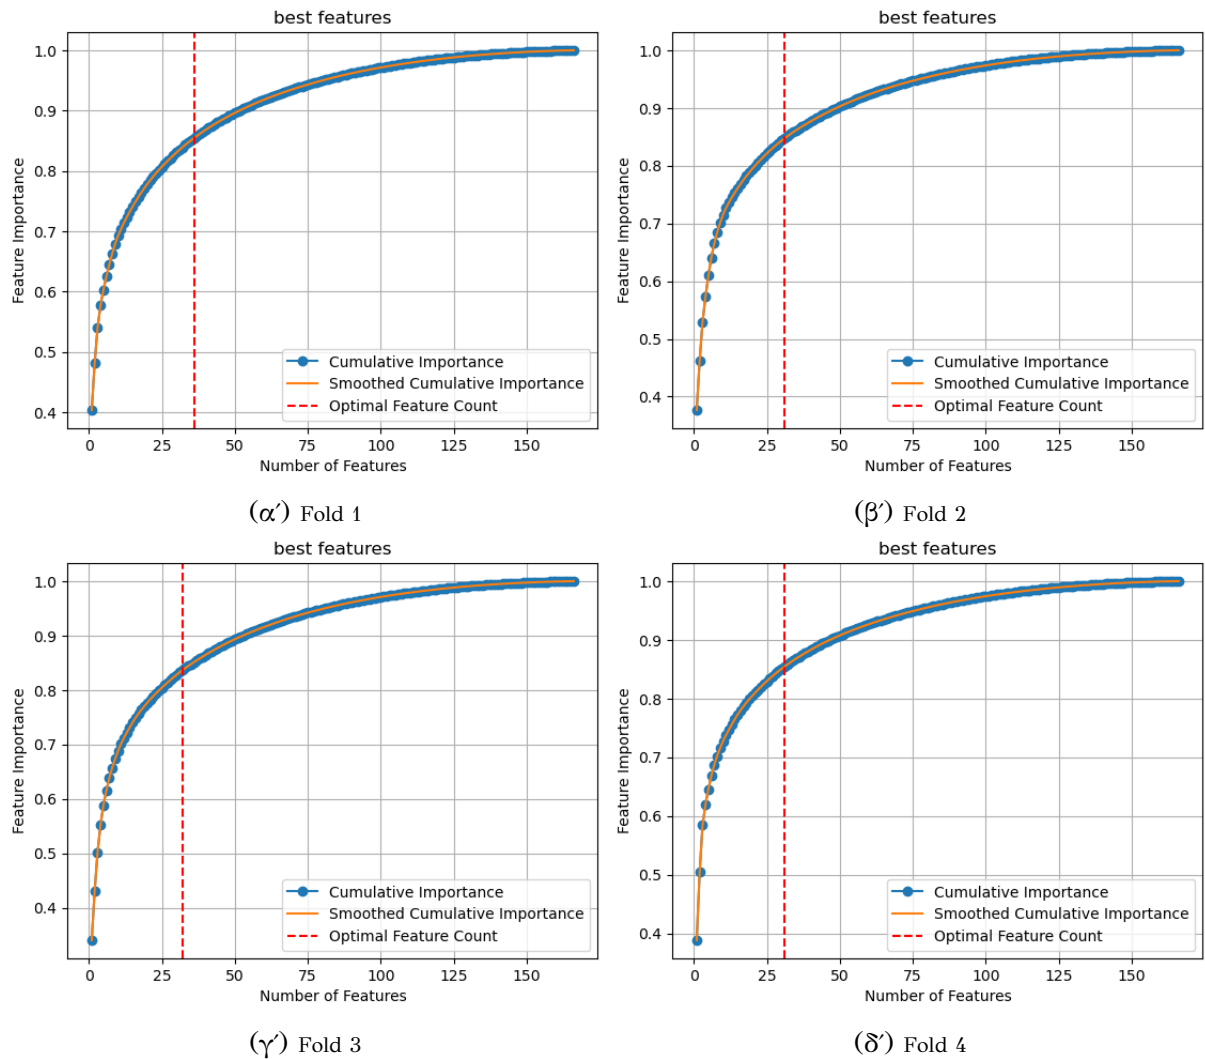 best features
1.0
0.9
0.8
0.7
0.6
0.5
0.4
Feature Importance
Cumulative Importance
Smoothed Cumulative Importance
Optimal Feature Count
0 25 50 75 100 125 150
Number of Features
(α′) Fold 1
best features
1.0
0.9
0.8
0.7
0.6
0.5
0.4
Feature Importance
Cumulative Importance
Smoothed Cumulative Importance
Optimal Feature Count
0 25 50 75 100 125 150
Number of Features
(β′) Fold 2
best features
1.0
0.9
0.8
0.7
0.6
0.5
0.4
Feature Importance
Cumulative Importance
Smoothed Cumulative Importance
Optimal Feature Count
0 25 50 75 100 125 150
Number of Features
(γ′) Fold 3
best features
1.0
0.9
0.8
0.7
0.6
0.5
0.4
Feature Importance
Cumulative Importance
Smoothed Cumulative Importance
Optimal Feature Count
0 25 50 75 100 125 150
Number of Features
(δ′) Fold 4